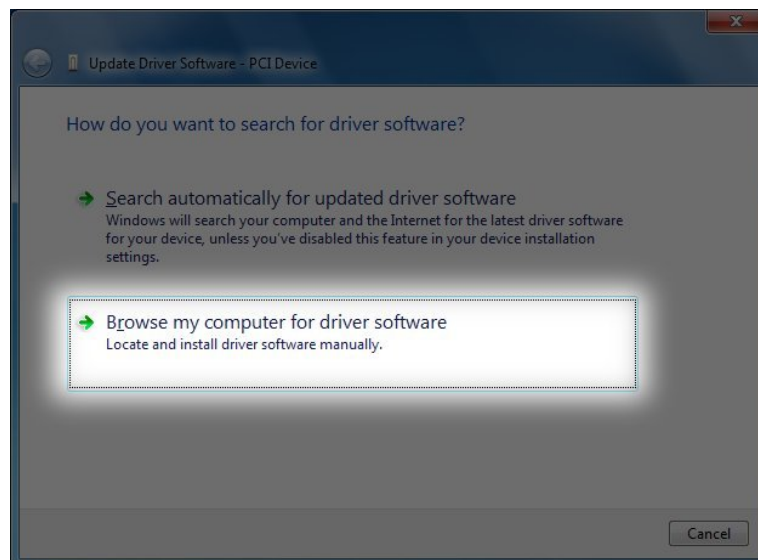 Update Driver Software - PCI Device
How do you want to search for driver software?
Search automatically for updated driver software
Windows will search your computer and the Internet for the latest driver software
for your device, unless you've disabled this feature in your device installation
settings.
Browse my computer for driver software
Locate and install driver software manually.
Cancel